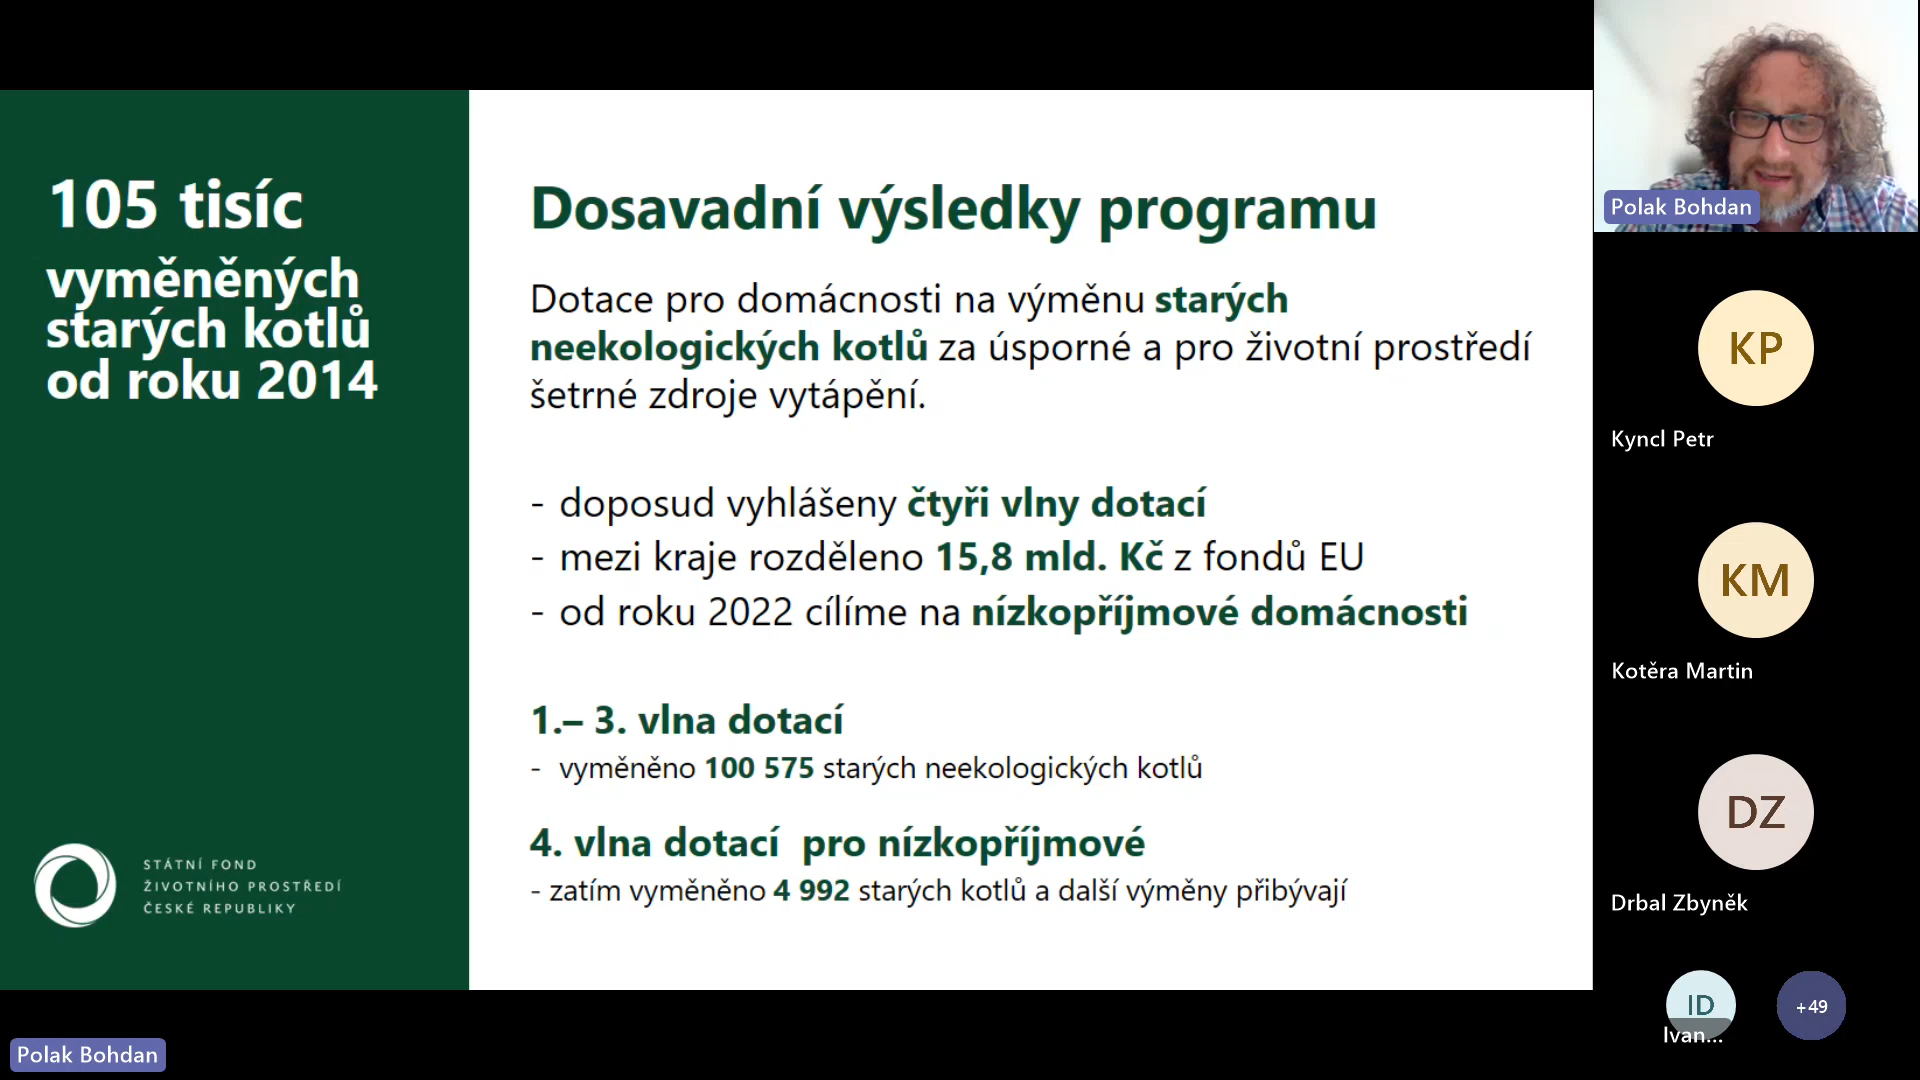 105 tisíc
vyměněných
starých kotlů
od roku 2014
STÁTNÍ FOND
ŽIVOTNÍHO PROSTŘEDÍ
ČESKÉ REPUBLIKY
Dosavadní výsledky programu
Dotace pro domácnosti na výměnu starých
neekologických kotlů za úsporné a pro životní prostředí
šetrné zdroje vytápění.
- doposud vyhlášeny čtyři vlny dotací
- mezi kraje rozděleno 15,8 mld. Kč z fondů EU
- od roku 2022 cílíme na nízkopříjmové domácnosti
1.– 3. vlna dotací
- vyměněno 100 575 starých neekologických kotlů
4. vlna dotací  pro nízkopříjmové
- zatím vyměněno 4 992 starých kotlů a další výměny přibývají
Polak Bohdan
KP
Kyncl Petr
KM
Kotěra Martin
DZ
Drbal Zbyněk
ID
Ivan...
+49
Polak Bohdan